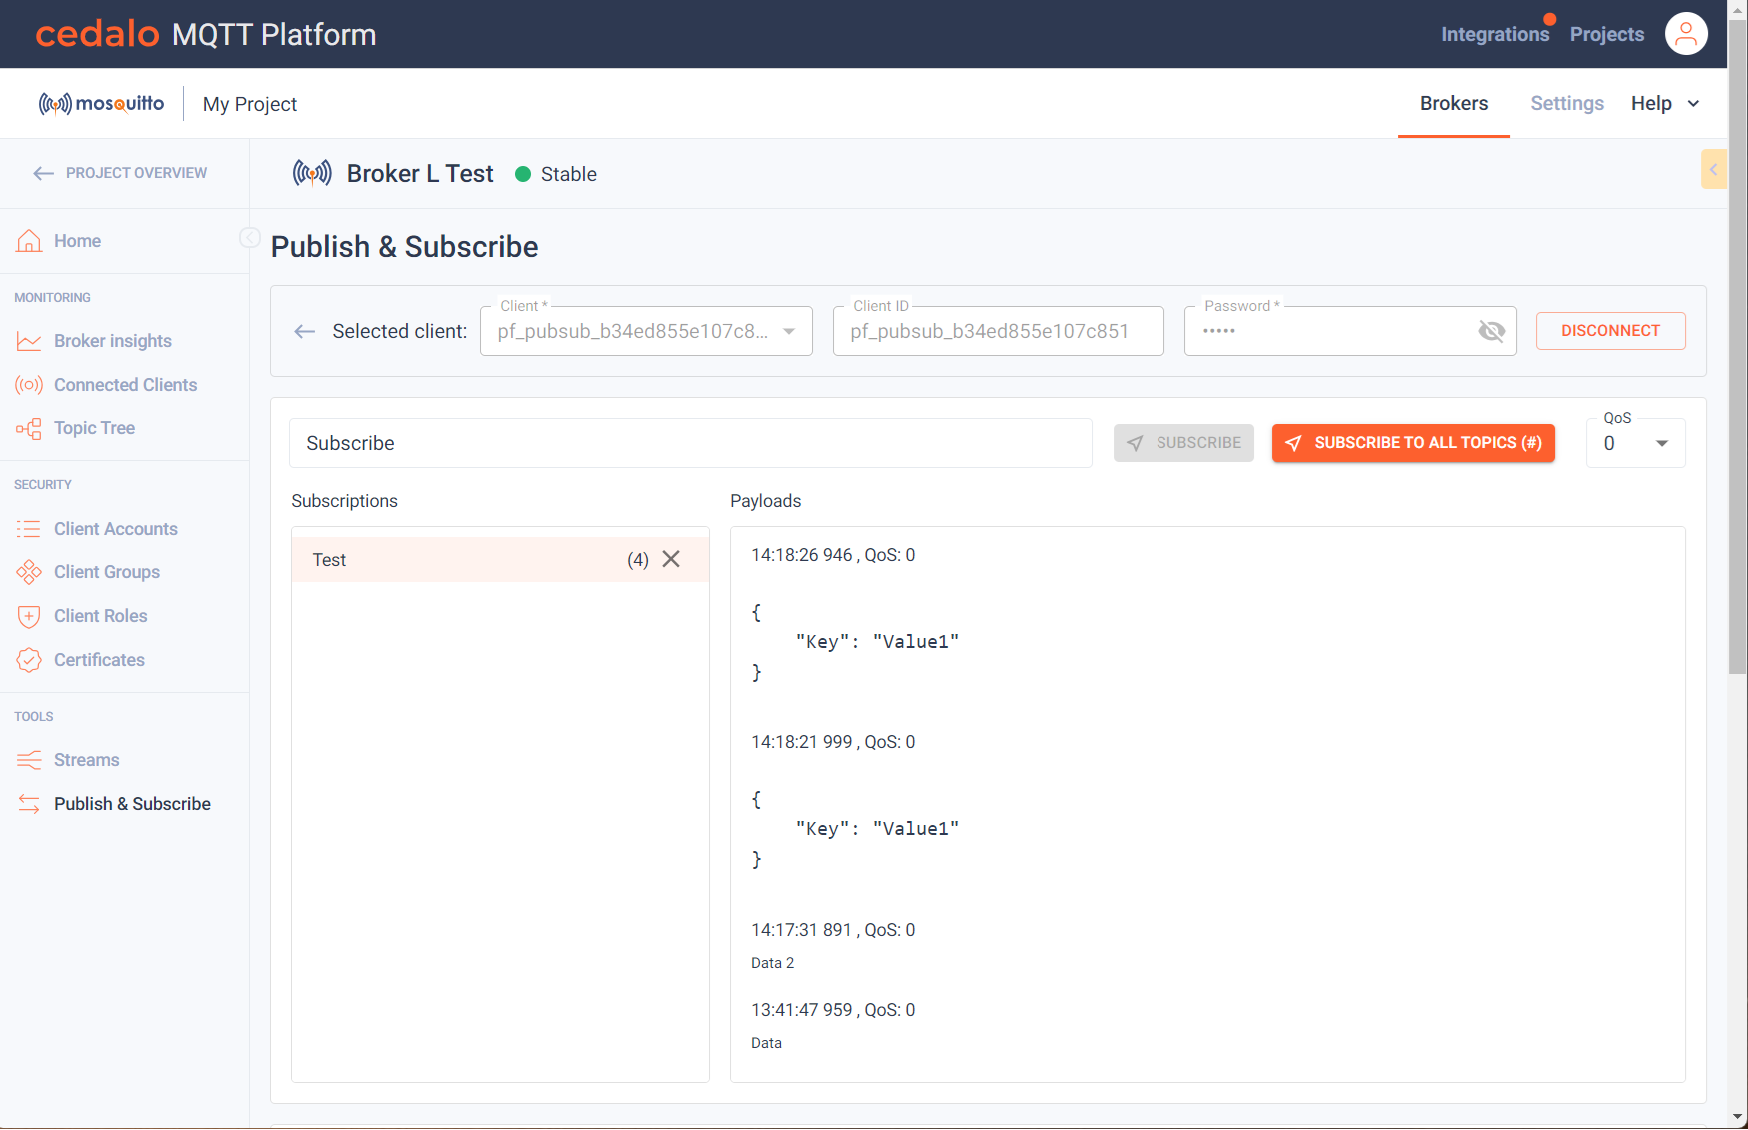 cedalo MQTT Platform
Integrations
Projects
mosquitto
My Project
Brokers
Settings
Help
PROJECT OVERVIEW
Broker L Test
Stable
Home
MONITORING
Broker insights
Connected Clients
Topic Tree
SECURITY
Client Accounts
Client Groups
Client Roles
Certificates
TOOLS
Streams
Publish & Subscribe
Publish & Subscribe
Selected client:
Client *
pf_pubsub_b34ed855e107c8...
Client ID
pf_pubsub_b34ed855e107c851
Password *
•••••
DISCONNECT
Subscribe
SUBSCRIBE
SUBSCRIBE TO ALL TOPICS (#)
QoS
0
Subscriptions
Test (4)
Payloads
14:18:26 946 , QoS: 0
{
"Key": "Value1"
}
14:18:21 999 , QoS: 0
{
"Key": "Value1"
}
14:17:31 891 , QoS: 0
Data 2
13:41:47 959 , QoS: 0
Data